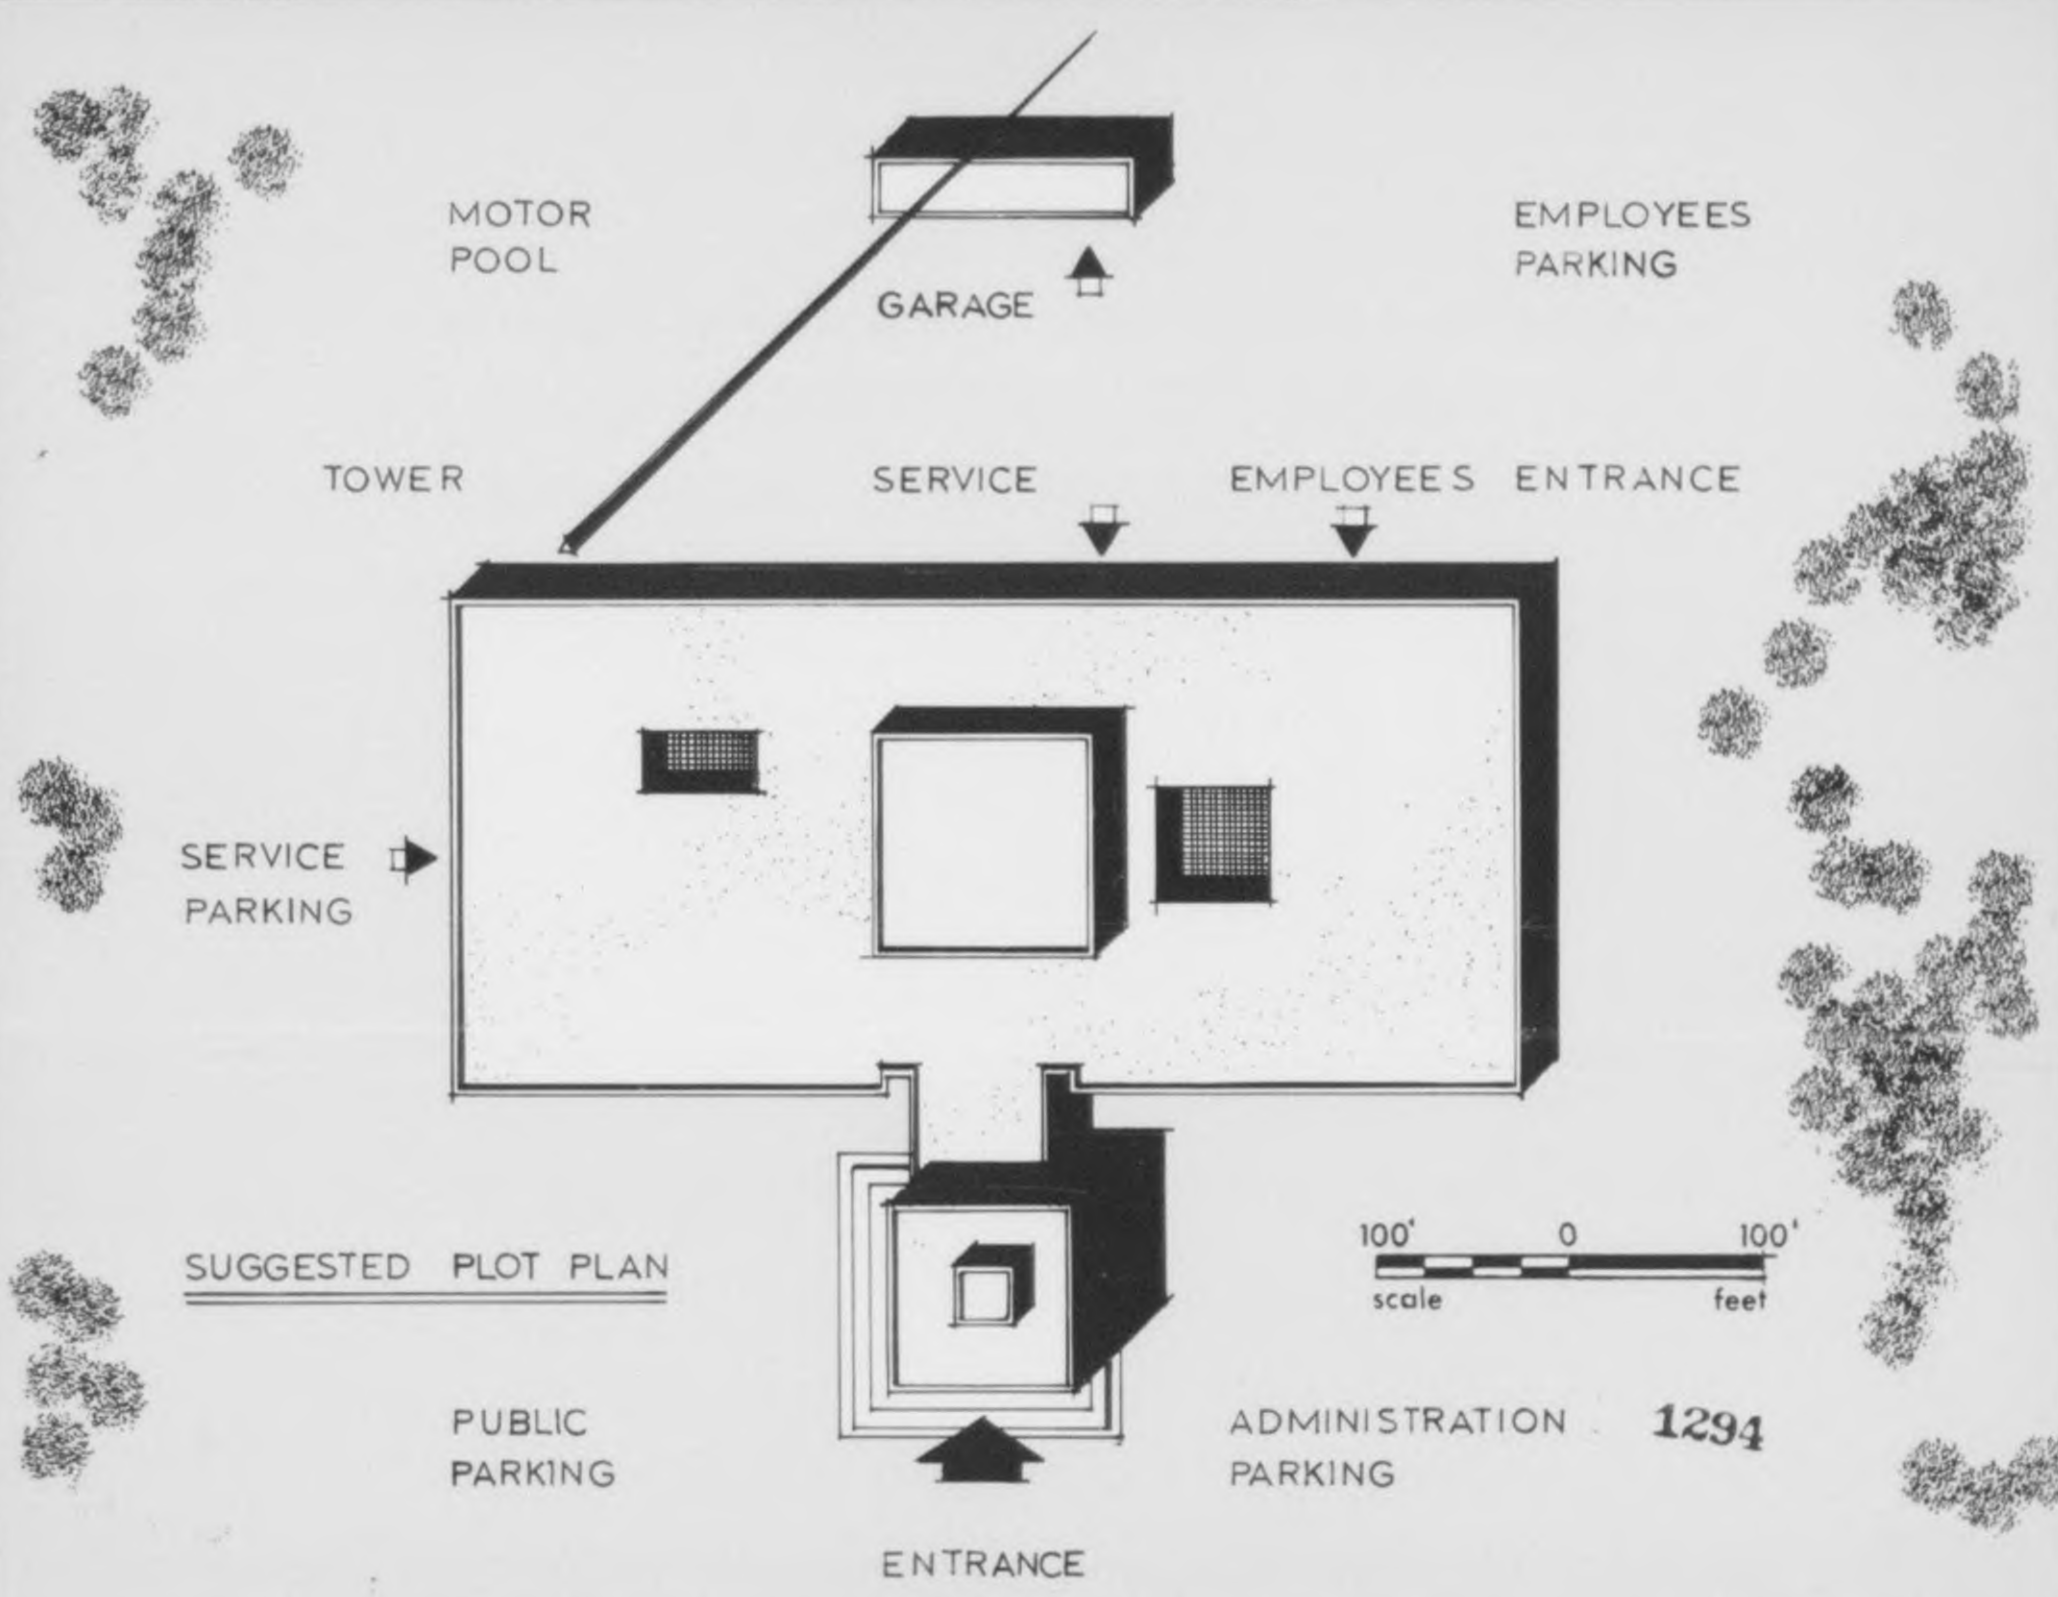 MOTOR
POOL
EMPLOYEES
PARKING
GARAGE
TOWER
SERVICE
EMPLOYEES ENTRANCE
SERVICE
PARKING
100' 0 100'
scale feet
SUGGESTED PLOT PLAN
PUBLIC
PARKING
ADMINISTRATION
PARKING
1294
ENTRANCE